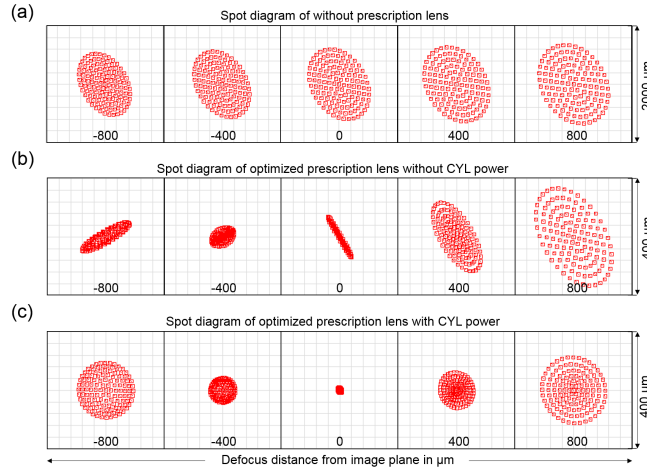 (a)
Spot diagram of without prescription lens
-800 -400 0 400 800
2000 μm
(b)
Spot diagram of optimized prescription lens without CYL power
-800 -400 0 400 800
400 μm
(c)
Spot diagram of optimized prescription lens with CYL power
-800 -400 0 400 800
400 μm
Defocus distance from image plane in μm